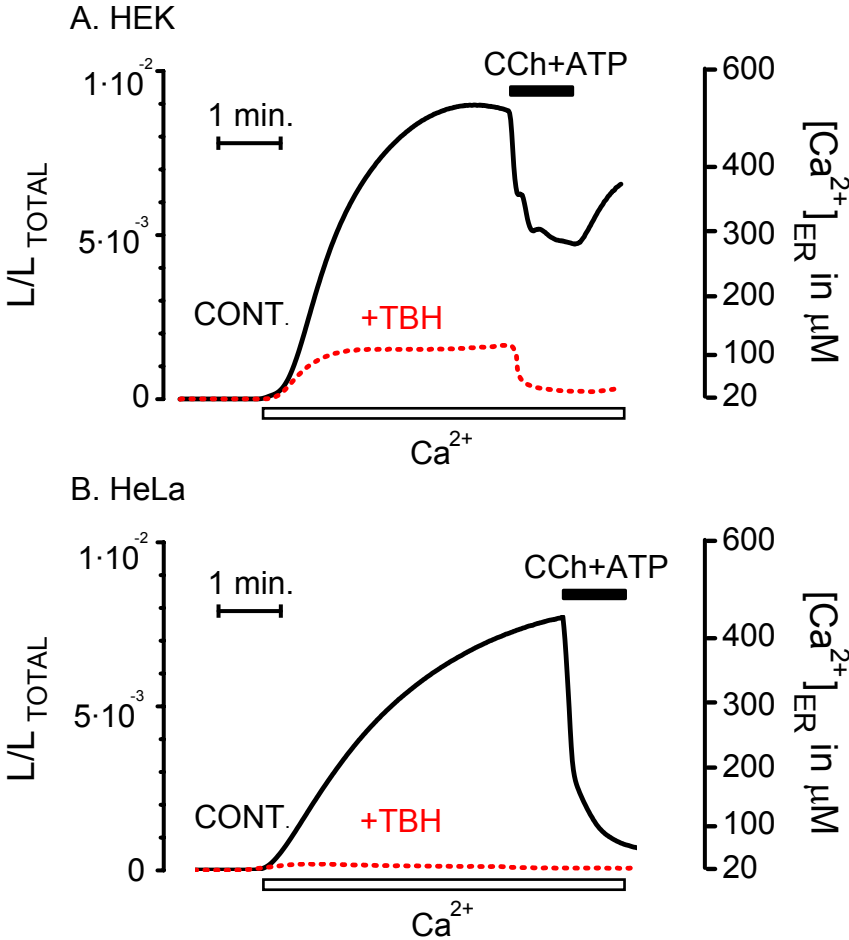 A. HEK
CCh+ATP
1·10⁻²
1 min.
600
400
5·10⁻³
300
CONT.
+TBH
200
100
0
20
L/L TOTAL
[Ca²⁺]ER in μM
Ca²⁺
B. HeLa
1·10⁻²
1 min.
CCh+ATP
600
400
5·10⁻³
300
200
CONT.
+TBH
100
0
20
L/L TOTAL
[Ca²⁺]ER in μM
Ca²⁺